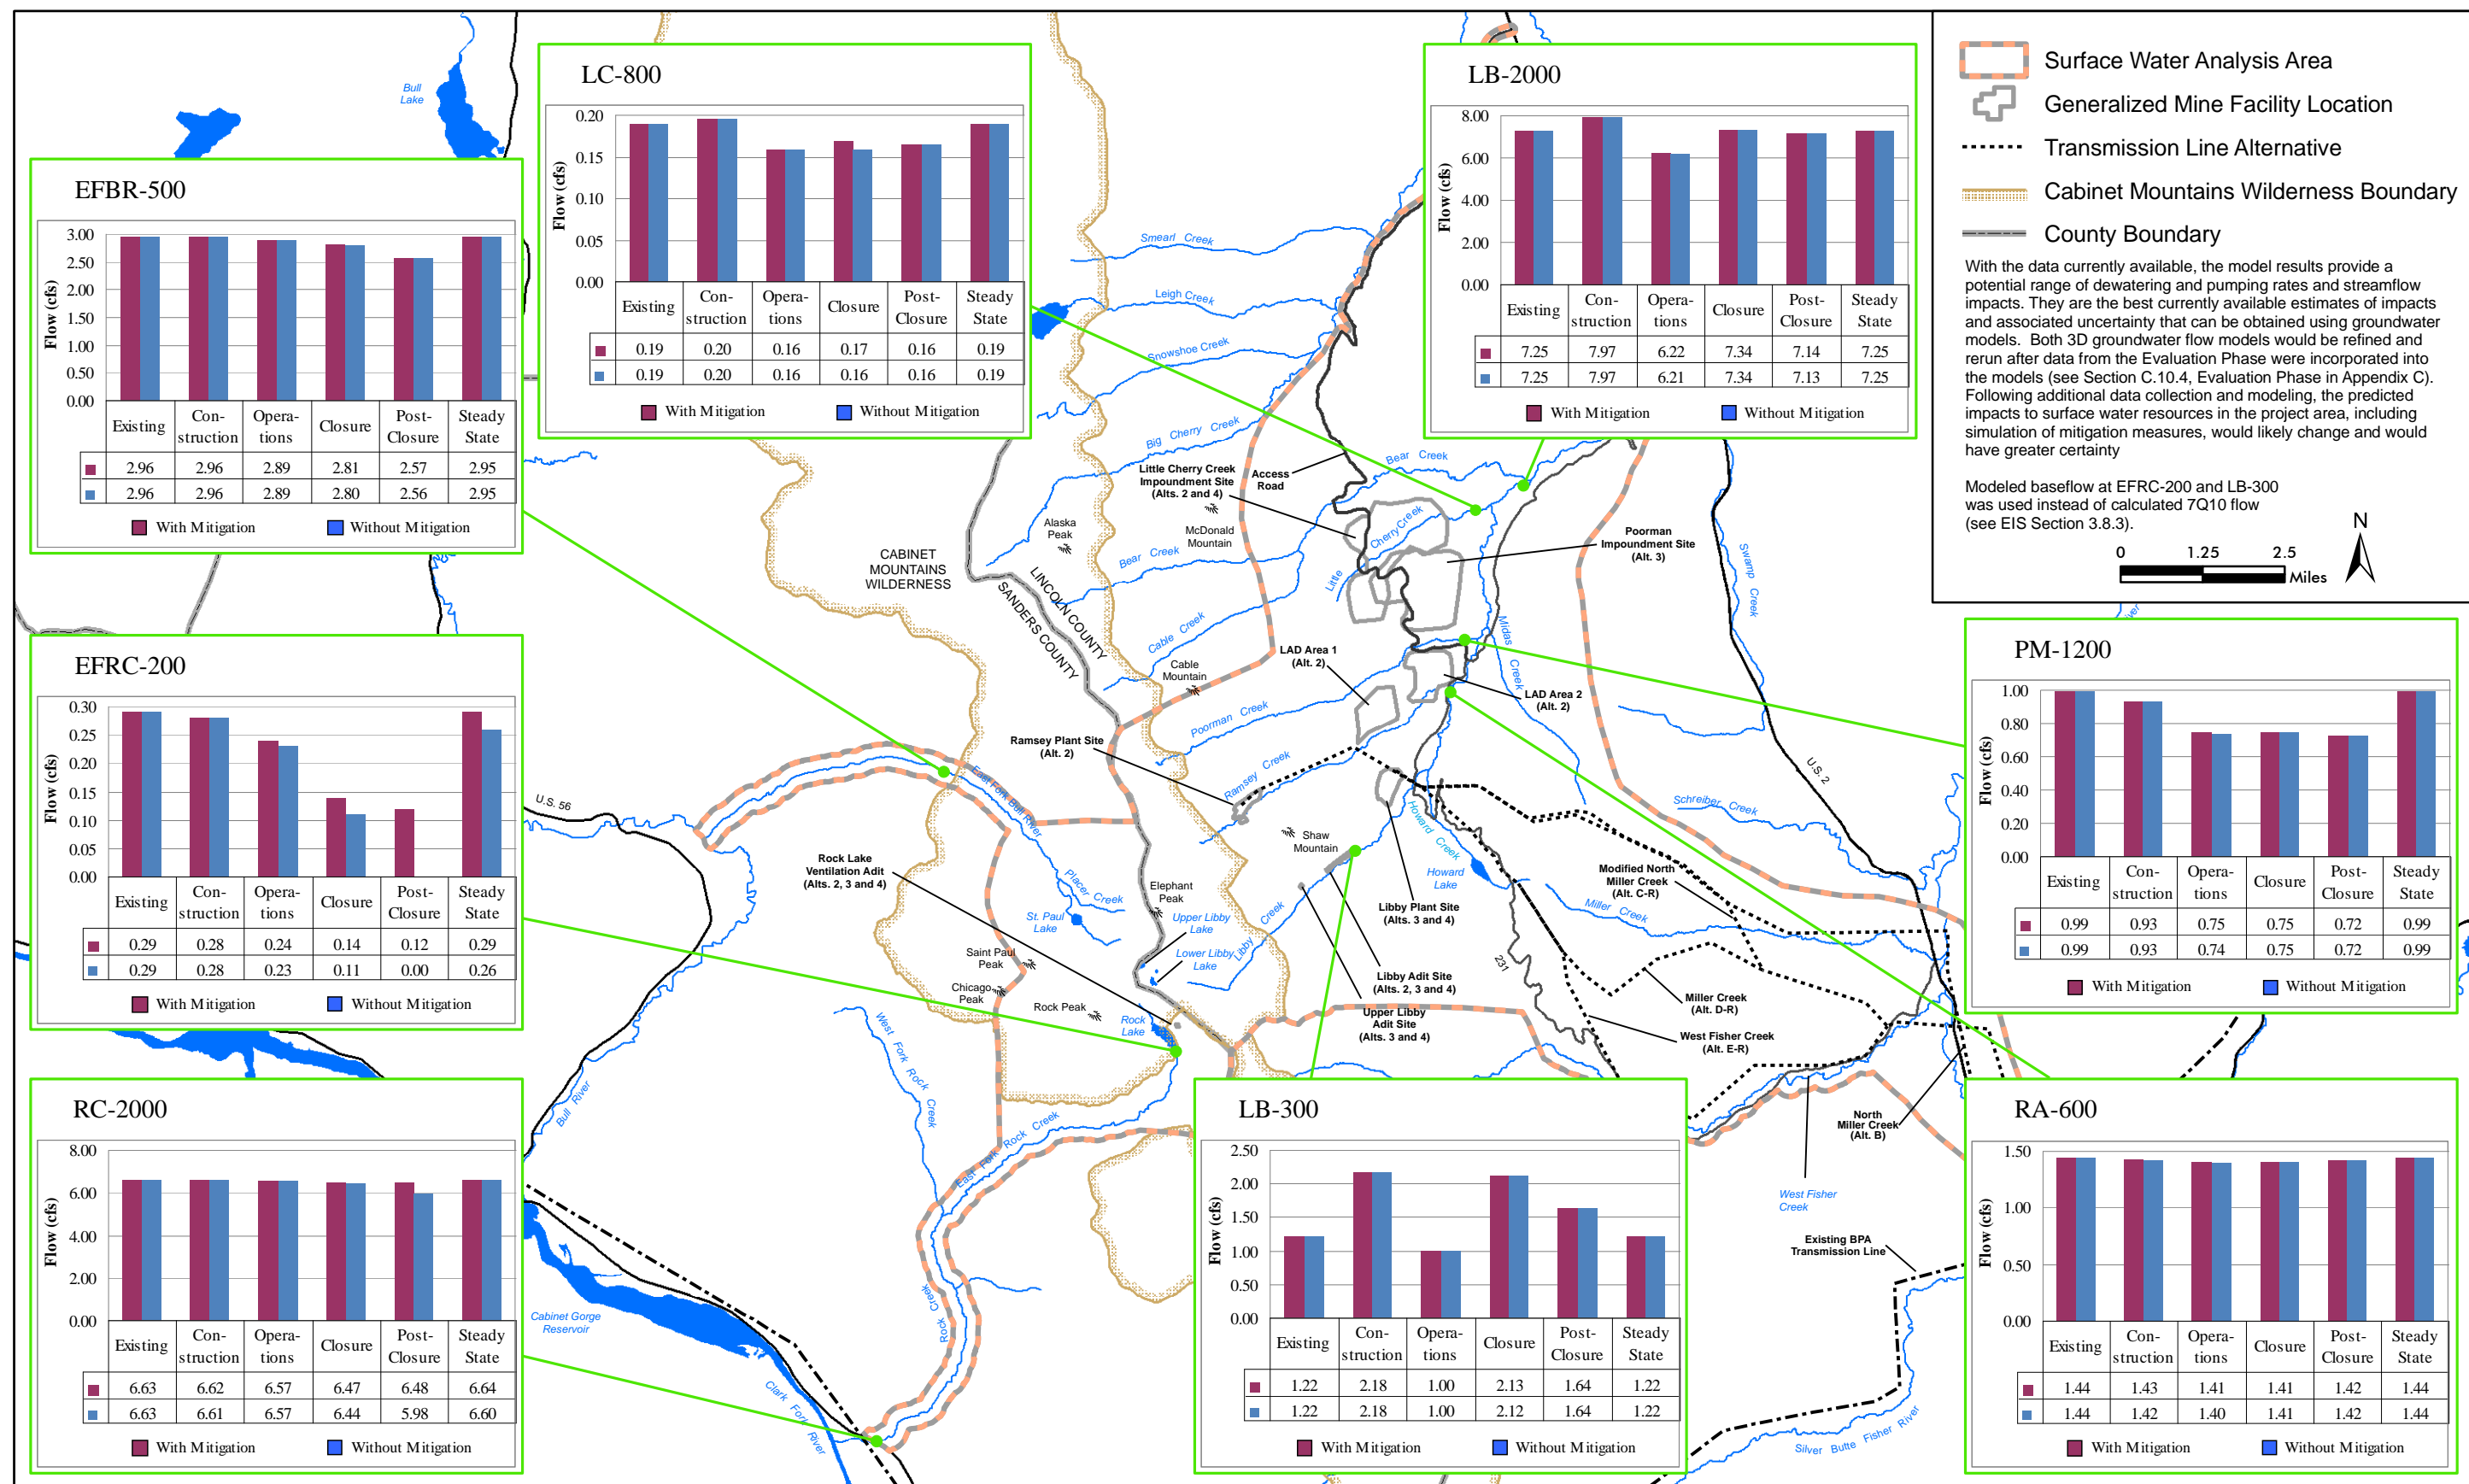 Surface Water Analysis Area
Generalized Mine Facility Location
Transmission Line Alternative
Cabinet Mountains Wilderness Boundary
County Boundary
With the data currently available, the model results provide a
potential range of dewatering and pumping rates and streamflow
impacts. They are the best currently available estimates of impacts
and associated uncertainty that can be obtained using groundwater
models.  Both 3D groundwater flow models would be refined and
rerun after data from the Evaluation Phase were incorporated into
the models (see Section C.10.4, Evaluation Phase in Appendix C).
Following additional data collection and modeling, the predicted
impacts to surface water resources in the project area, including
simulation of mitigation measures, would likely change and would
have greater certainty
Modeled baseflow at EFRC-200 and LB-300
was used instead of calculated 7Q10 flow
(see EIS Section 3.8.3).
N
0 1.25 2.5
Miles
LC-800
Flow (cfs)
0.20
0.15
0.10
0.05
0.00
Existing Con-struction Opera-tions Closure Post-Closure Steady State
0.19 0.20 0.16 0.17 0.16 0.19
0.19 0.20 0.16 0.16 0.16 0.19
With Mitigation Without Mitigation
LB-2000
Flow (cfs)
8.00
6.00
4.00
2.00
0.00
Existing Con-struction Opera-tions Closure Post-Closure Steady State
7.25 7.97 6.22 7.34 7.14 7.25
7.25 7.97 6.21 7.34 7.13 7.25
With Mitigation Without Mitigation
EFBR-500
Flow (cfs)
3.00
2.50
2.00
1.50
1.00
0.50
0.00
Existing Con-struction Opera-tions Closure Post-Closure Steady State
2.96 2.96 2.89 2.81 2.57 2.95
2.96 2.96 2.89 2.80 2.56 2.95
With Mitigation Without Mitigation
EFRC-200
Flow (cfs)
0.30
0.25
0.20
0.15
0.10
0.05
0.00
Existing Con-struction Opera-tions Closure Post-Closure Steady State
0.29 0.28 0.24 0.14 0.12 0.29
0.29 0.28 0.23 0.11 0.00 0.26
With Mitigation Without Mitigation
PM-1200
Flow (cfs)
1.00
0.80
0.60
0.40
0.20
0.00
Existing Con-struction Opera-tions Closure Post-Closure Steady State
0.99 0.93 0.75 0.75 0.72 0.99
0.99 0.93 0.74 0.75 0.72 0.99
With Mitigation Without Mitigation
RC-2000
Flow (cfs)
8.00
6.00
4.00
2.00
0.00
Existing Con-struction Opera-tions Closure Post-Closure Steady State
6.63 6.62 6.57 6.47 6.48 6.64
6.63 6.61 6.57 6.44 5.98 6.60
With Mitigation Without Mitigation
LB-300
Flow (cfs)
2.50
2.00
1.50
1.00
0.50
0.00
Existing Con-struction Opera-tions Closure Post-Closure Steady State
1.22 2.18 1.00 2.13 1.64 1.22
1.22 2.18 1.00 2.12 1.64 1.22
With Mitigation Without Mitigation
RA-600
Flow (cfs)
1.50
1.00
0.50
0.00
Existing Con-struction Opera-tions Closure Post-Closure Steady State
1.44 1.43 1.41 1.41 1.42 1.44
1.44 1.42 1.40 1.41 1.42 1.44
With Mitigation Without Mitigation
Bull
Lake
Smearl Creek
Leigh Creek
Snowshoe Creek
Big Cherry Creek
Bear Creek
Little Cherry Creek
Impoundment Site
(Alts. 2 and 4)
Access
Road
Alaska
Peak
McDonald
Mountain
Bear Creek
Little Cherry Creek
Poorman
Impoundment Site
(Alt. 3)
CABINET
MOUNTAINS
WILDERNESS
LINCOLN COUNTY
SANDERS COUNTY
Cable Creek
Cable
Mountain
Midas Creek
Swamp Creek
River
LAD Area 1
(Alt. 2)
LAD Area 2
(Alt. 2)
Poorman Creek
Ramsey Plant Site
(Alt. 2)
Ramsey Creek
East Fork Bull River
U.S. 56
U.S. 2
Schreiber Creek
Howard Creek
Howard
Lake
Shaw
Mountain
Rock Lake
Ventilation Adit
(Alts. 2, 3 and 4)
Placer Creek
St. Paul
Lake
Elephant
Peak
Upper Libby
Lake
Lower Libby
Lake
Libby Creek
Libby Plant Site
(Alts. 3 and 4)
Modified North
Miller Creek
(Alt. C-R)
Miller Creek
Saint Paul
Peak
Chicago
Peak
Rock Peak
Rock
Lake
Libby Adit Site
(Alts. 2, 3 and 4)
Upper Libby
Adit Site
(Alts. 3 and 4)
231
Miller Creek
(Alt. D-R)
West Fisher Creek
(Alt. E-R)
West Fork Rock Creek
East Fork Rock Creek
Bull River
North
Miller Creek
(Alt. B)
West Fisher
Creek
Existing BPA
Transmission Line
Rock Creek
Cabinet Gorge
Reservoir
Clark Fork River
Silver Butte Fisher River